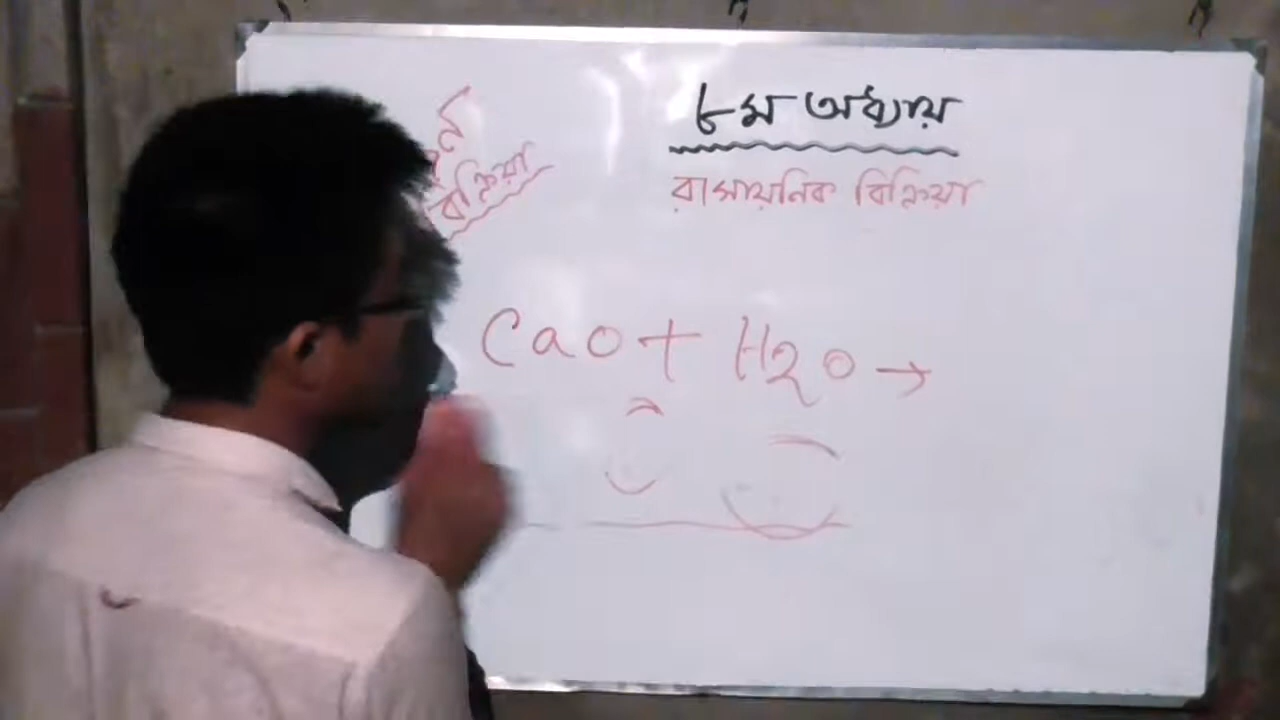 ৮ম অধ্যায়
রাসায়নিক বিক্রিয়া
বিক্রিয়া
CaO + H2O →